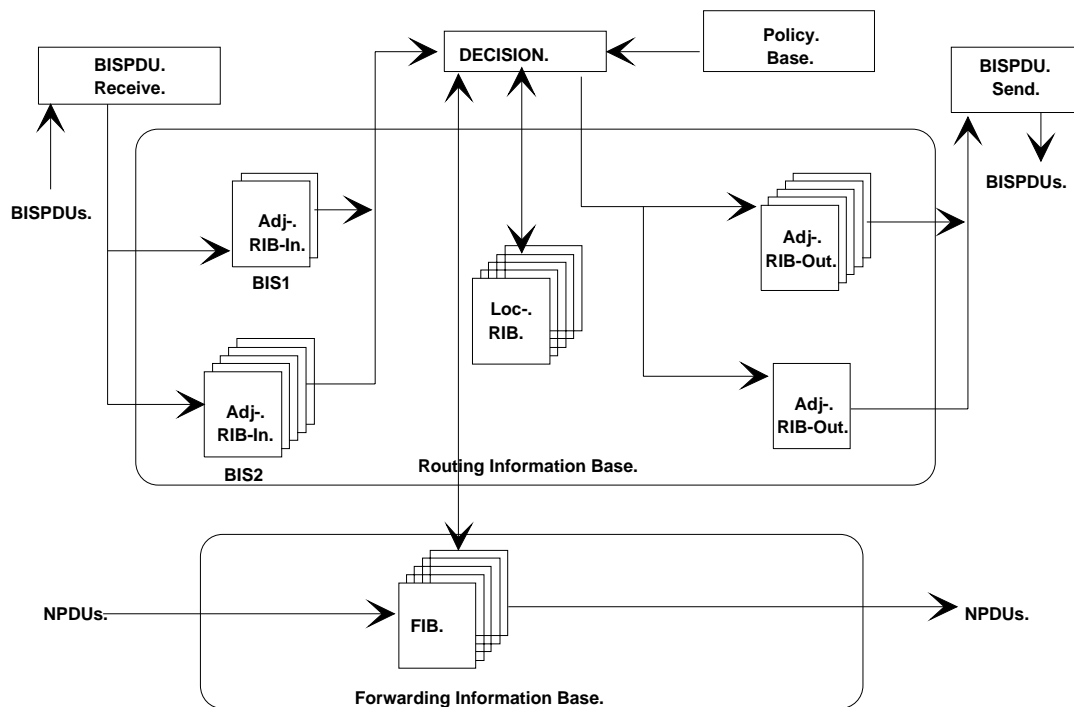 BISPDU.
Receive.
DECISION.
Policy.
Base.
BISPDU.
Send.
BISPDUs.
BISPDUs.
Adj-.
RIB-In.
BIS1
Adj-.
RIB-Out.
Loc-.
RIB.
Adj-.
RIB-In.
BIS2
Adj-.
RIB-Out.
Routing Information Base.
NPDUs.
FIB.
NPDUs.
Forwarding Information Base.